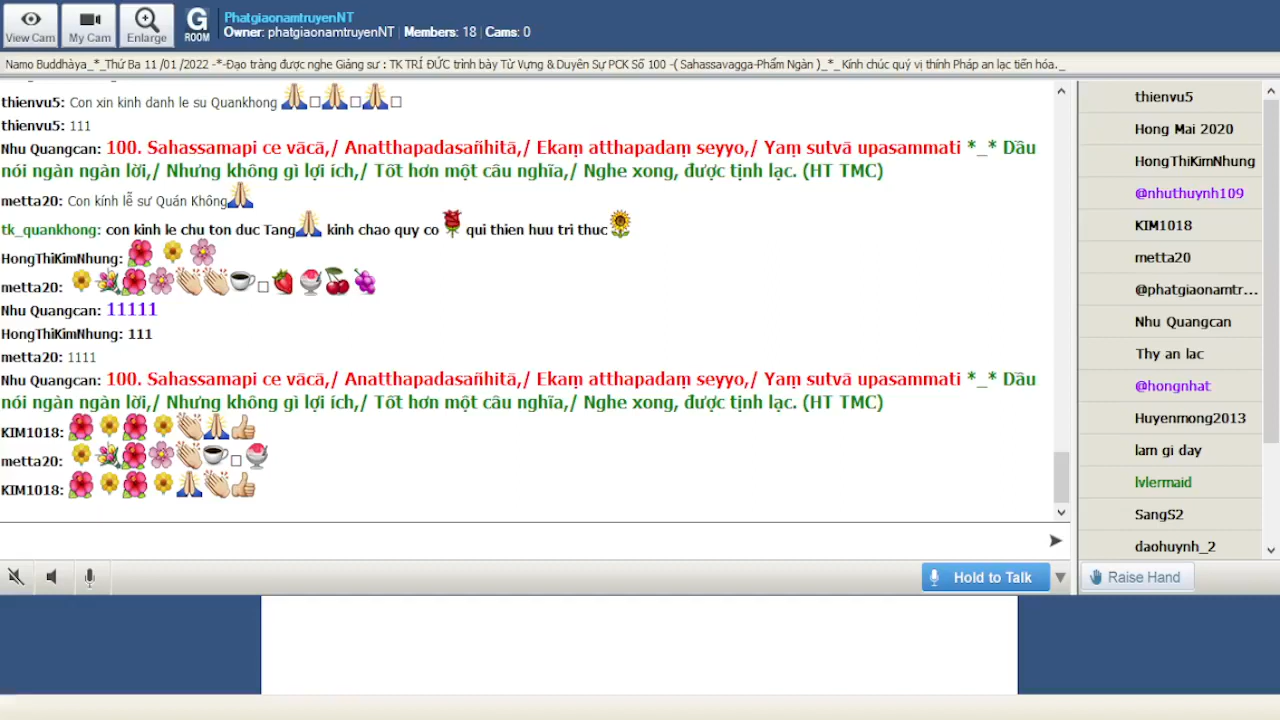 View Cam
My Cam
Enlarge
G
ROOM
PhatgiaonamtruyenNT
Owner: phatgiaonamtruyenNT | Members: 18 | Cams: 0
Namo Buddhàya_*_Thứ Ba 11 /01 /2022 -*-Đạo tràng được nghe Giảng sư : TK TRÍ ĐỨC trình bày Từ Vựng & Duyên Sự PCK Số 100 -( Sahassavagga-Phẩm Ngàn )_*_ Kính chúc quý vị thính Pháp an lạc tiến hóa._
thienvu5: Con xin kinh danh le su Quankhong 🙏□🙏□🙏□
thienvu5: 111
Nhu Quangcan: 100. Sahassamapi ce vācā,/ Anatthapadasañhitā,/ Ekaṃ atthapadaṃ seyyo,/ Yaṃ sutvā upasammati *_* Dầu
nói ngàn ngàn lời,/ Nhưng không gì lợi ích,/ Tốt hơn một câu nghĩa,/ Nghe xong, được tịnh lạc. (HT TMC)
metta20: Con kính lễ sư Quán Không🙏
tk_quankhong: con kinh le chu ton duc Tang🙏 kinh chao quy co🌹 qui thien huu tri thuc🌻
HongThiKimNhung: 🌺 🌼 🌸
metta20: 🌼💐🌺🌸👏👏☕□🍓🍨🍒🍇
Nhu Quangcan: 11111
HongThiKimNhung: 111
metta20: 1111
Nhu Quangcan: 100. Sahassamapi ce vācā,/ Anatthapadasañhitā,/ Ekaṃ atthapadaṃ seyyo,/ Yaṃ sutvā upasammati *_* Dầu
nói ngàn ngàn lời,/ Nhưng không gì lợi ích,/ Tốt hơn một câu nghĩa,/ Nghe xong, được tịnh lạc. (HT TMC)
KIM1018: 🌺🌼🌺🌼👏🙏👍
metta20: 🌼💐🌺🌸👏☕□🍨
KIM1018: 🌺🌼🌺🌼🙏👏👍
Hold to Talk
thienvu5
Hong Mai 2020
HongThiKimNhung
@nhuthuynh109
KIM1018
metta20
@phatgiaonamtr...
Nhu Quangcan
Thy an lac
@hongnhat
Huyenmong2013
lam gi day
lvlermaid
SangS2
daohuynh_2
Raise Hand